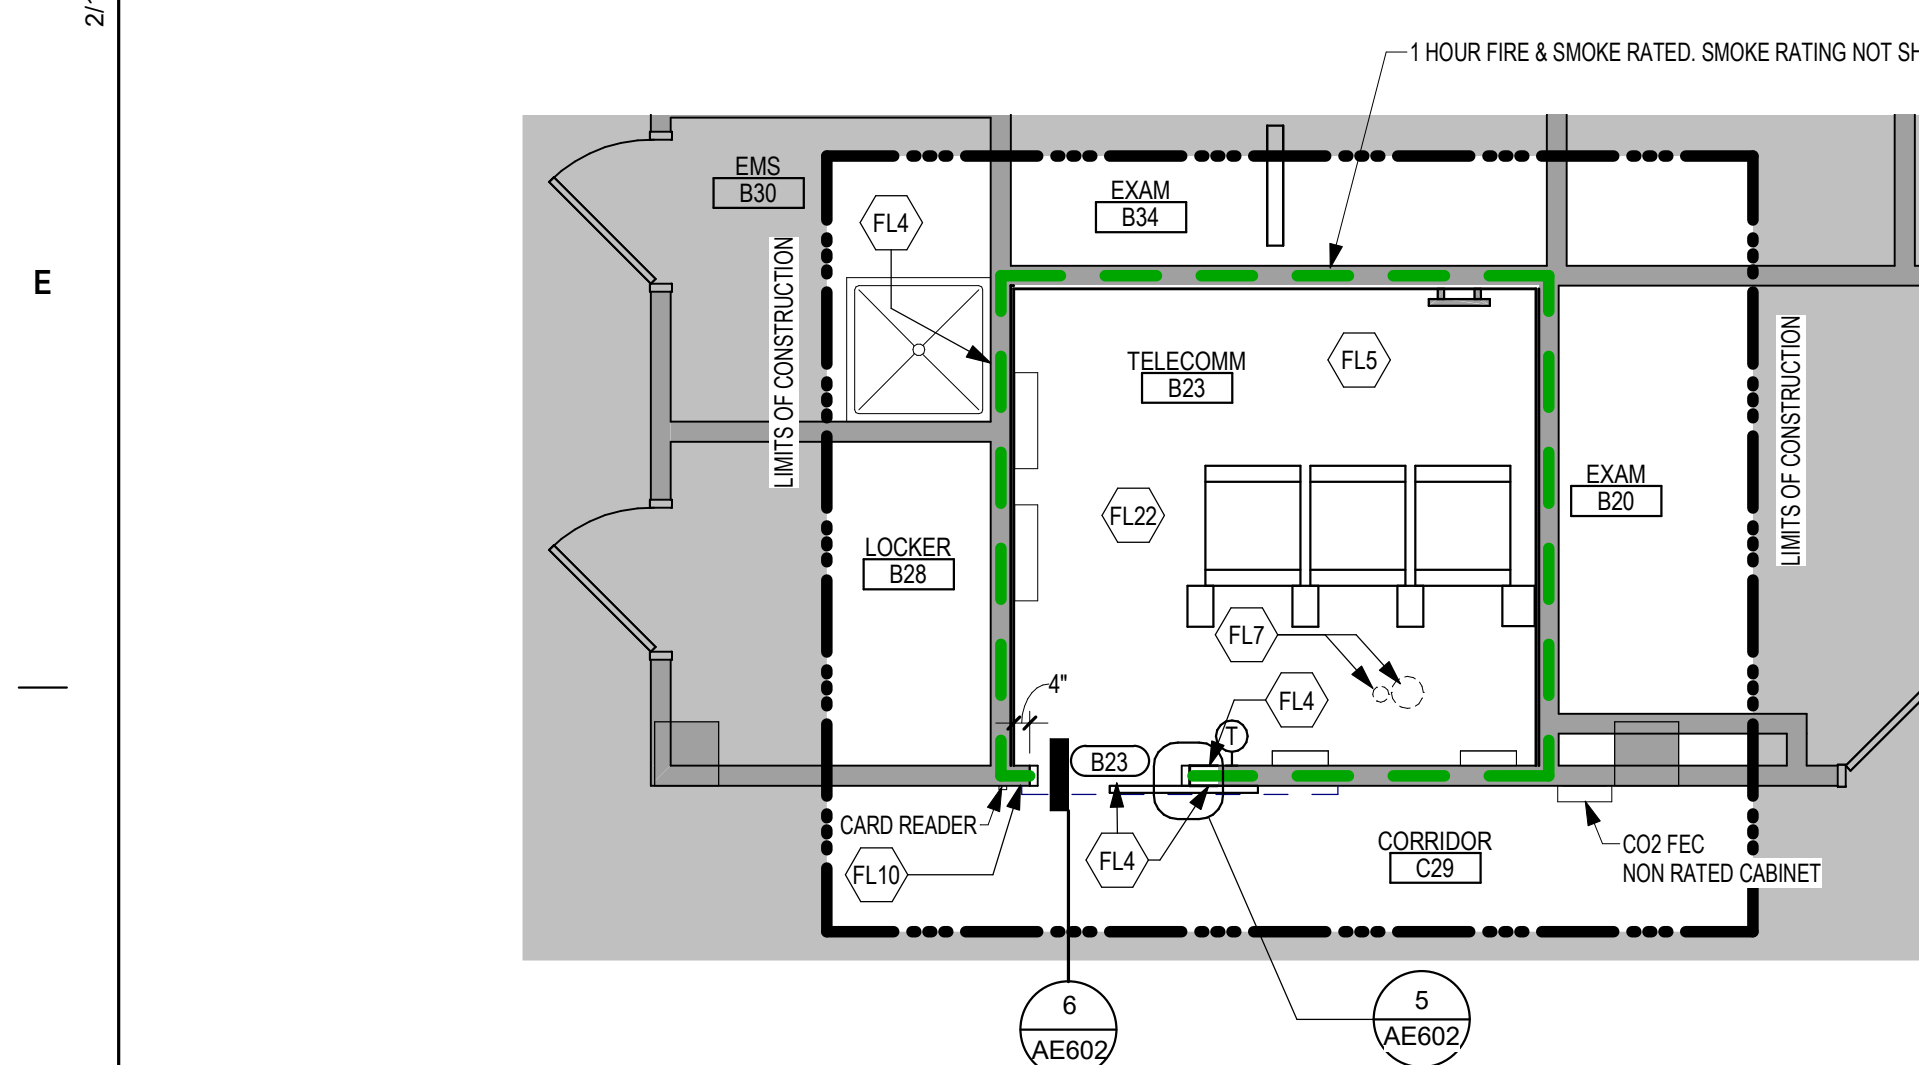 2/1
1 HOUR FIRE & SMOKE RATED. SMOKE RATING NOT SH
EMS
B30
EXAM
B34
FL4
E
LIMITS OF CONSTRUCTION
TELECOMM
B23
FL5
LIMITS OF CONSTRUCTION
EXAM
B20
FL22
LOCKER
B28
FL7
4"
FL4
T
B23
CARD READER
FL10
FL4
CORRIDOR
C29
CO2 FEC
NON RATED CABINET
6
AE602
5
AE602